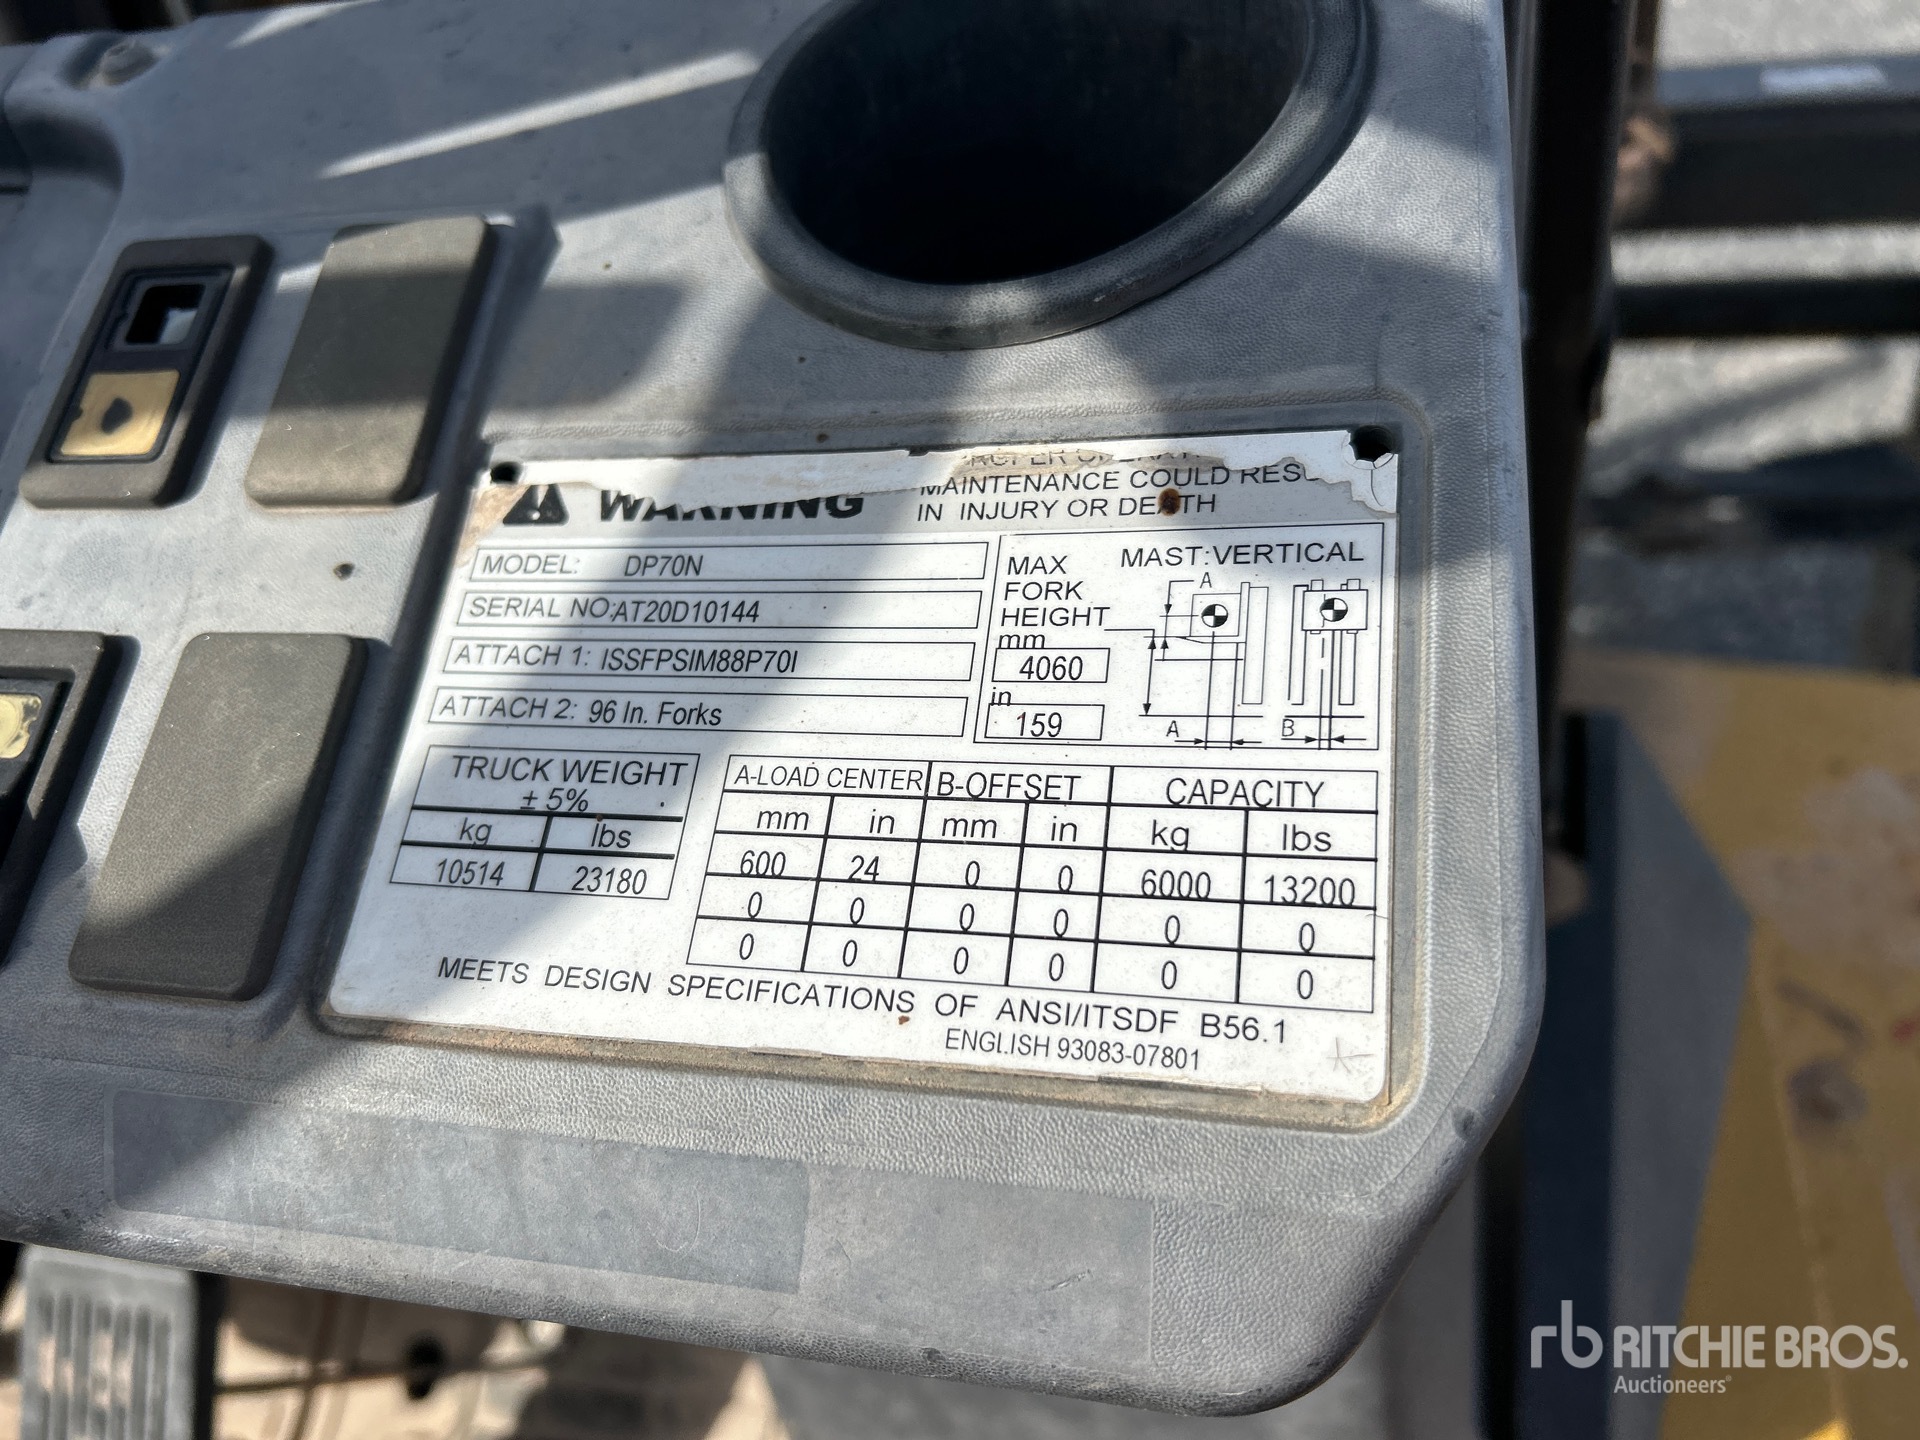 WARNING
MAINTENANCE COULD
IN INJURY OR DEATH
MODEL: DP70N
SERIAL NO: AT20D10144
ATTACH 1: ISSFPSIM88P70I
ATTACH 2: 96 In. Forks
MAX FORK HEIGHT
mm
4060
in
159
MAST: VERTICAL
A
A
B
TRUCK WEIGHT
± 5%
kg lbs
10514 23180
A-LOAD CENTER B-OFFSET CAPACITY
mm in mm in kg lbs
600 24 0 0 6000 13200
0 0 0 0 0 0
0 0 0 0 0 0
MEETS DESIGN SPECIFICATIONS OF ANSI/ITSDF B56.1
ENGLISH 93083-07801
rb RITCHIE BROS.
Auctioneers